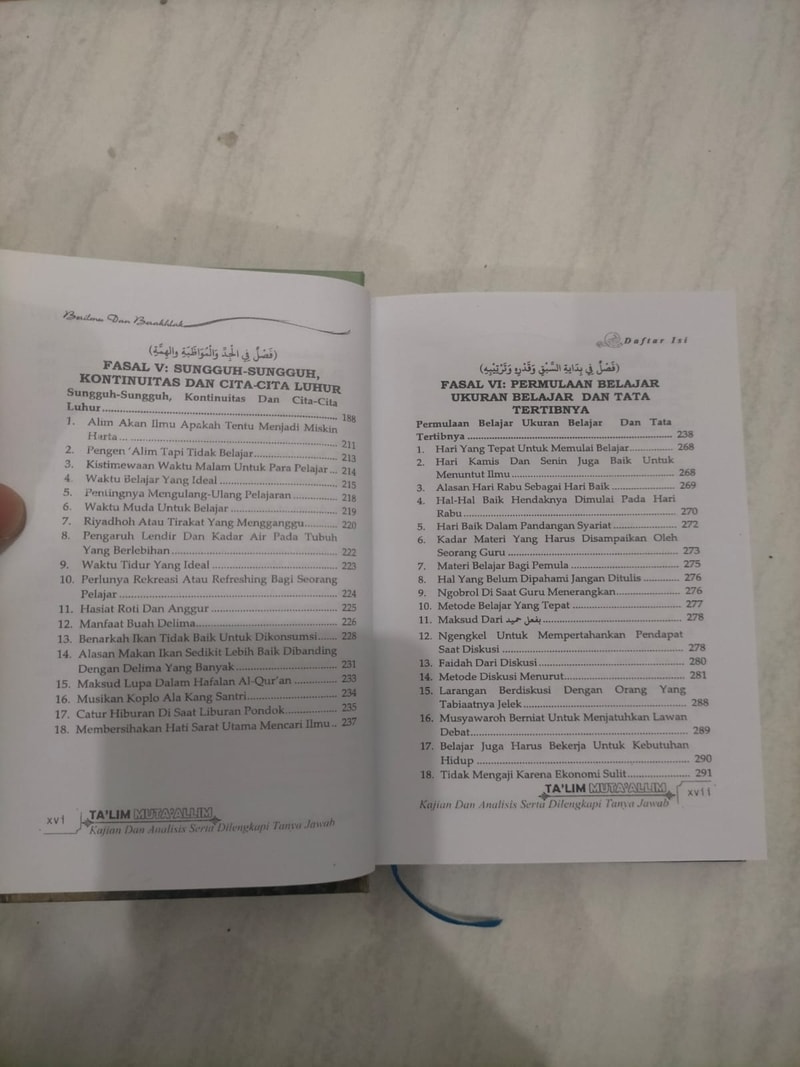 Berilmu Dan Berakhlak
(فَصْلٌ فِي الْجِدِّ وَالْمُوَاظَبَةِ وَالْهِمَّةِ)
FASAL V: SUNGGUH-SUNGGUH,
KONTINUITAS DAN CITA-CITA LUHUR
Sungguh-Sungguh, Kontinuitas Dan Cita-Cita
Luhur 188
1. Alim Akan Ilmu Apakah Tentu Menjadi Miskin
Harta 211
2. Pengen 'Alim Tapi Tidak Belajar 213
3. Kistimewaan Waktu Malam Untuk Para Pelajar 214
4. Waktu Belajar Yang Ideal 215
5. Pentingnya Mengulang-Ulang Pelajaran 218
6. Waktu Muda Untuk Belajar 219
7. Riyadhoh Atau Tirakat Yang Mengganggu 220
8. Pengaruh Lendir Dan Kadar Air Pada Tubuh
Yang Berlebihan 222
9. Waktu Tidur Yang Ideal 223
10. Perlunya Rekreasi Atau Refreshing Bagi Seorang
Pelajar 224
11. Hasiat Roti Dan Anggur 225
12. Manfaat Buah Delima 226
13. Benarkah Ikan Tidak Baik Untuk Dikonsumsi 228
14. Alasan Makan Ikan Sedikit Lebih Baik Dibanding
Dengan Delima Yang Banyak 231
15. Maksud Lupa Dalam Hafalan Al-Qur'an 233
16. Musikan Koplo Ala Kang Santri 234
17. Catur Hiburan Di Saat Liburan Pondok 235
18. Membersihakan Hati Sarat Utama Mencari Ilmu 237
xvi TA'LIM MUTA'ALLIM
Kajian Dan Analisis Serta Dilengkapi Tanya Jawab
Daftar Isi
(فَصْلٌ فِي بِدَايَةِ السَّبْقِ وَقَدْرِهِ وَتَرْتِيْبِهِ)
FASAL VI: PERMULAAN BELAJAR
UKURAN BELAJAR DAN TATA
TERTIBNYA
Permulaan Belajar Ukuran Belajar Dan Tata
Tertibnya 238
1. Hari Yang Tepat Untuk Memulai Belajar 268
2. Hari Kamis Dan Senin Juga Baik Untuk
Menuntut Ilmu 268
3. Alasan Hari Rabu Sebagai Hari Baik 269
4. Hal-Hal Baik Hendaknya Dimulai Pada Hari
Rabu 270
5. Hari Baik Dalam Pandangan Syariat 272
6. Kadar Materi Yang Harus Disampaikan Oleh
Seorang Guru 273
7. Materi Belajar Bagi Pemula 275
8. Hal Yang Belum Dipahami Jangan Ditulis 276
9. Ngobrol Di Saat Guru Menerangkan 276
10. Metode Belajar Yang Tepat 277
11. Maksud Dari 278
12. Ngengkel Untuk Mempertahankan Pendapat
Saat Diskusi 278
13. Faidah Dari Diskusi 280
14. Metode Diskusi Menurut 281
15. Larangan Berdiskusi Dengan Orang Yang
Tabiaatnya Jelek 288
16. Musyawaroh Berniat Untuk Menjatuhkan Lawan
Debat 289
17. Belajar Juga Harus Bekerja Untuk Kebutuhan
Hidup 290
18. Tidak Mengaji Karena Ekonomi Sulit 291
TA'LIM MUTA'ALLIM xvii
Kajian Dan Analisis Serta Dilengkapi Tanya Jawab